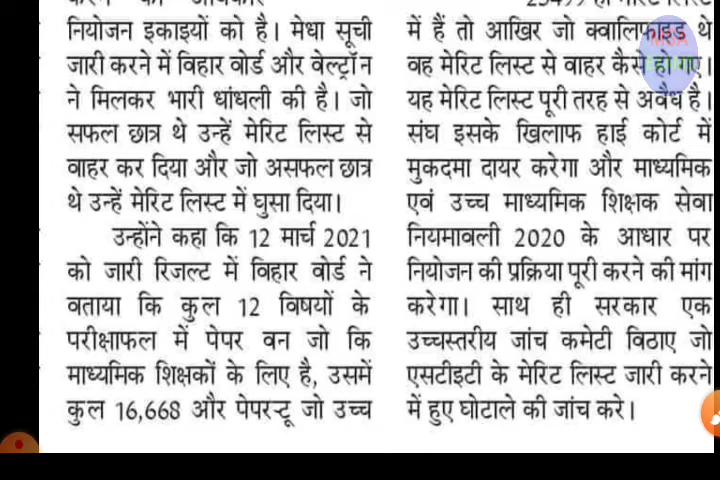 नियोजन इकाइयों को है। मेधा सूची
जारी करने में विहार वोर्ड और वेल्ट्रॉन
ने मिलकर भारी धांधली की है। जो
सफल छात्र थे उन्हें मेरिट लिस्ट से
वाहर कर दिया और जो असफल छात्र
थे उन्हें मेरिट लिस्ट में घुसा दिया।
उन्होंने कहा कि 12 मार्च 2021
को जारी रिजल्ट में विहार वोर्ड ने
वताया कि कुल 12 विषयों के
परीक्षाफल में पेपर वन जो कि
माध्यमिक शिक्षकों के लिए है, उसमें
कुल 16,668 और पेपर-टू जो उच्च
में हैं तो आखिर जो क्वालिफाइड थे
वह मेरिट लिस्ट से वाहर कैसे हो गए।
यह मेरिट लिस्ट पूरी तरह से अवैध है।
संघ इसके खिलाफ हाई कोर्ट में
मुकदमा दायर करेगा और माध्यमिक
एवं उच्च माध्यमिक शिक्षक सेवा
नियमावली 2020 के आधार पर
नियोजन की प्रक्रिया पूरी करने की मांग
करेगा। साथ ही सरकार एक
उच्चस्तरीय जांच कमेटी विठाए जो
एसटीइटी के मेरिट लिस्ट जारी करने
में हुए घोटाले की जांच करे।